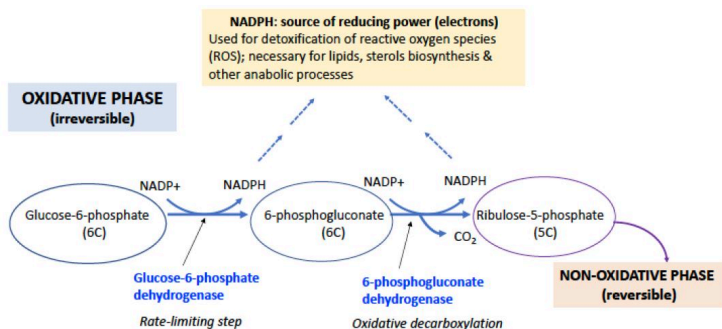 NADPH: source of reducing power (electrons)
Used for detoxification of reactive oxygen species
(ROS); necessary for lipids, sterols biosynthesis &
other anabolic processes
OXIDATIVE PHASE
(irreversible)
NADP+
NADPH
NADP+
NADPH
Glucose-6-phosphate
(6C)
6-phosphogluconate
(6C)
Ribulose-5-phosphate
(5C)
CO₂
Glucose-6-phosphate
dehydrogenase
6-phosphogluconate
dehydrogenase
NON-OXIDATIVE PHASE
(reversible)
Rate-limiting step
Oxidative decarboxylation